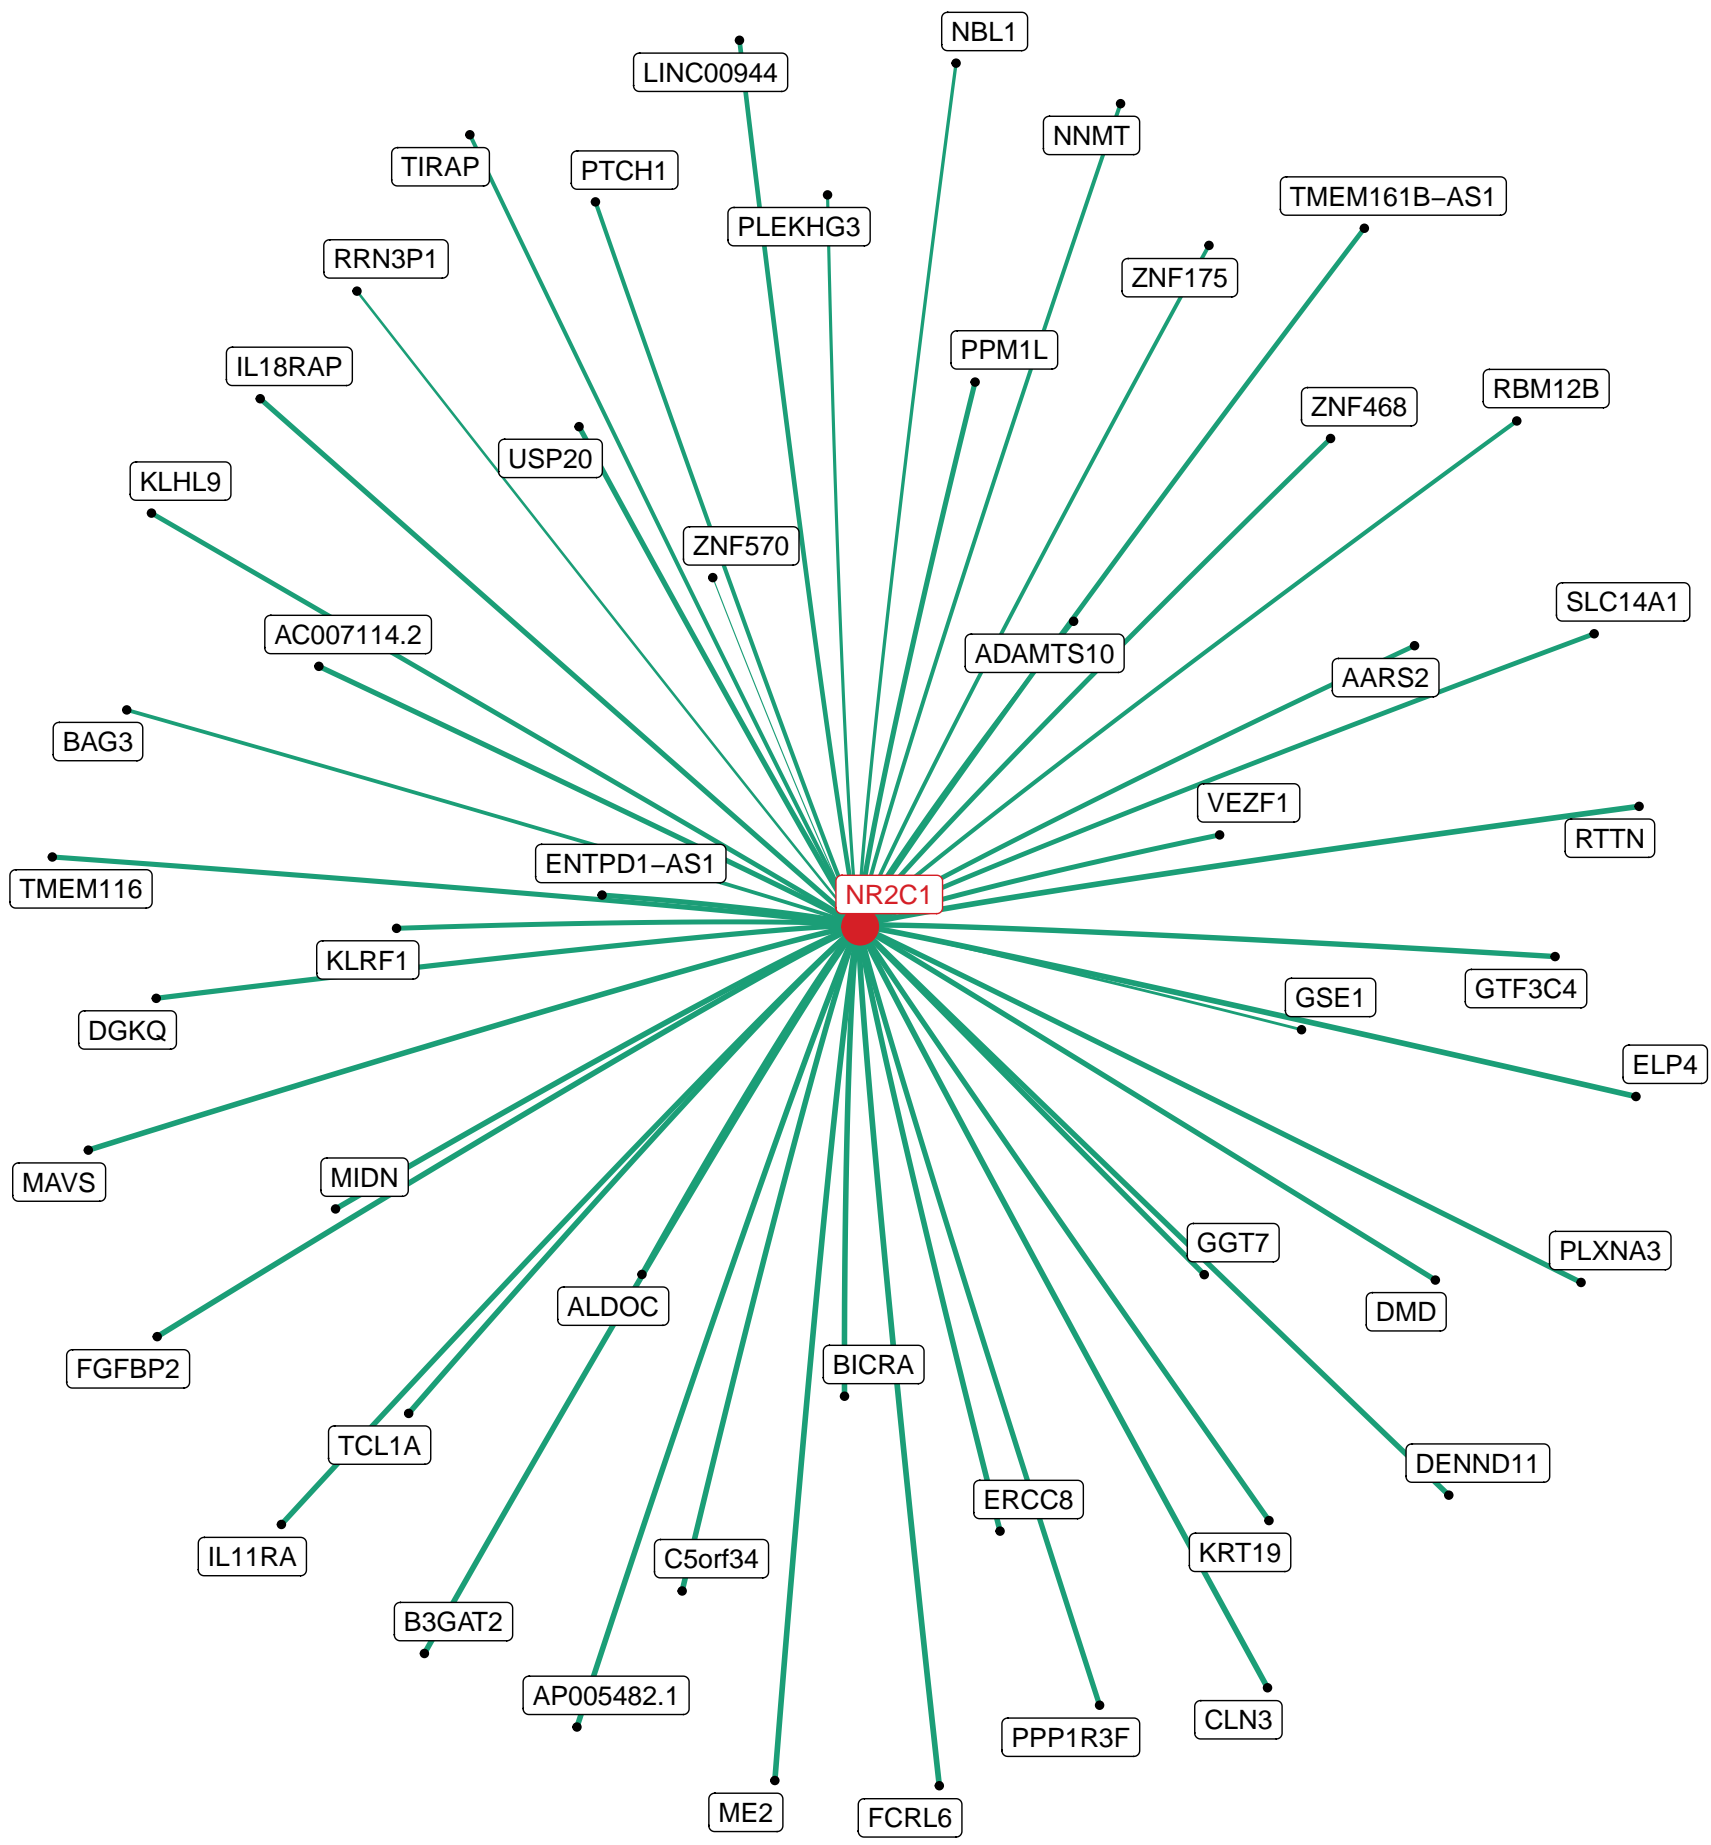 NBL1
LINC00944
NNMT
TIRAP
PTCH1
TMEM161B−AS1
PLEKHG3
RRN3P1
ZNF175
PPM1L
IL18RAP
RBM12B
ZNF468
USP20
KLHL9
ZNF570
SLC14A1
AC007114.2
ADAMTS10
AARS2
BAG3
VEZF1
RTTN
ENTPD1−AS1
TMEM116
NR2C1
KLRF1
GTF3C4
GSE1
DGKQ
ELP4
MIDN
MAVS
GGT7
PLXNA3
ALDOC
DMD
BICRA
FGFBP2
TCL1A
DENND11
ERCC8
KRT19
IL11RA
C5orf34
B3GAT2
AP005482.1
CLN3
PPP1R3F
ME2
FCRL6